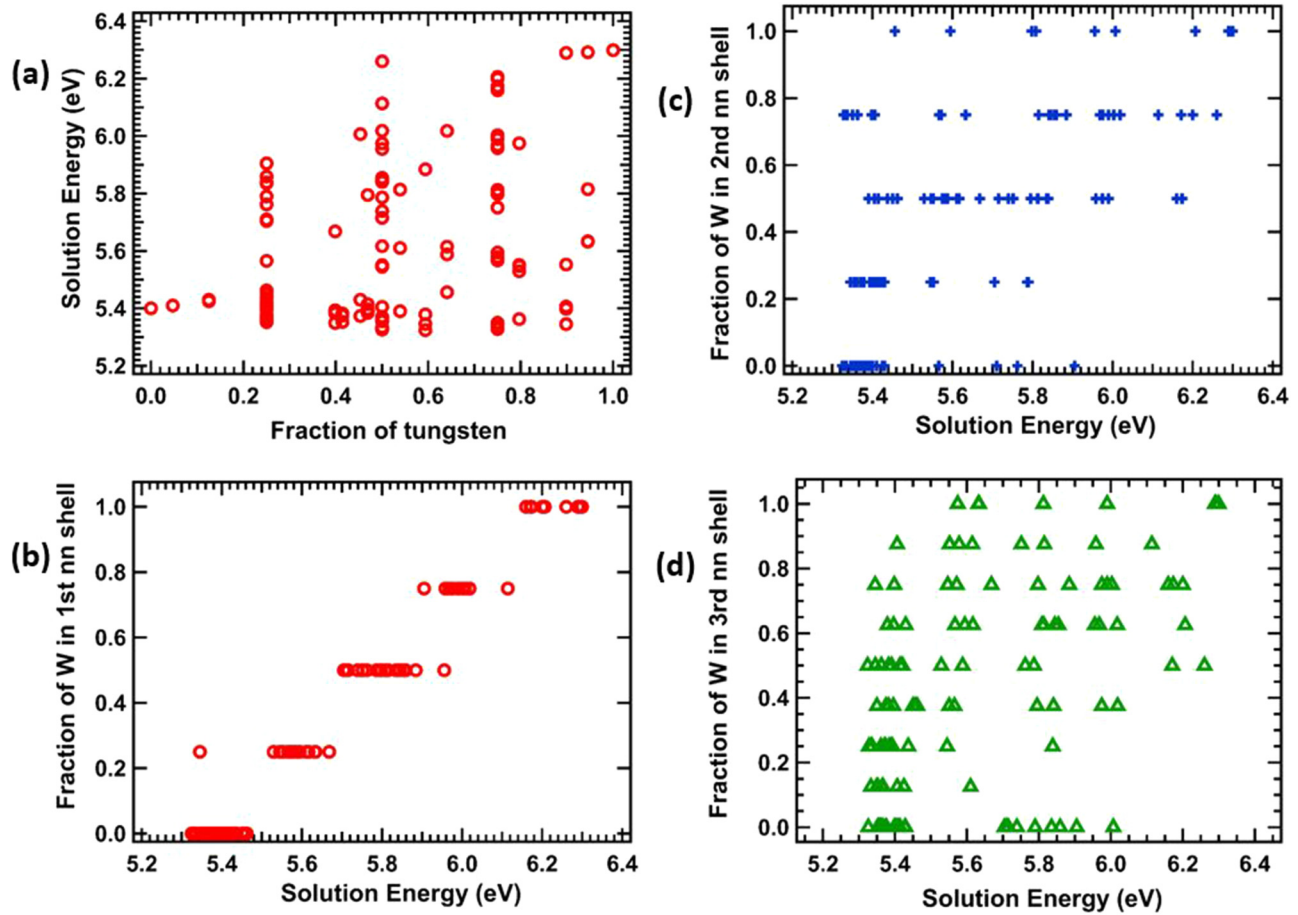 (a)
Solution Energy (eV)
6.4
6.2
6.0
5.8
5.6
5.4
5.2
0.0 0.2 0.4 0.6 0.8 1.0
Fraction of tungsten
(c)
Fraction of W in 2nd nn shell
1.0
0.8
0.6
0.4
0.2
0.0
5.2 5.4 5.6 5.8 6.0 6.2 6.4
Solution Energy (eV)
(b)
Fraction of W in 1st nn shell
1.0
0.8
0.6
0.4
0.2
0.0
5.2 5.4 5.6 5.8 6.0 6.2 6.4
Solution Energy (eV)
(d)
Fraction of W in 3rd nn shell
1.0
0.8
0.6
0.4
0.2
0.0
5.2 5.4 5.6 5.8 6.0 6.2 6.4
Solution Energy (eV)